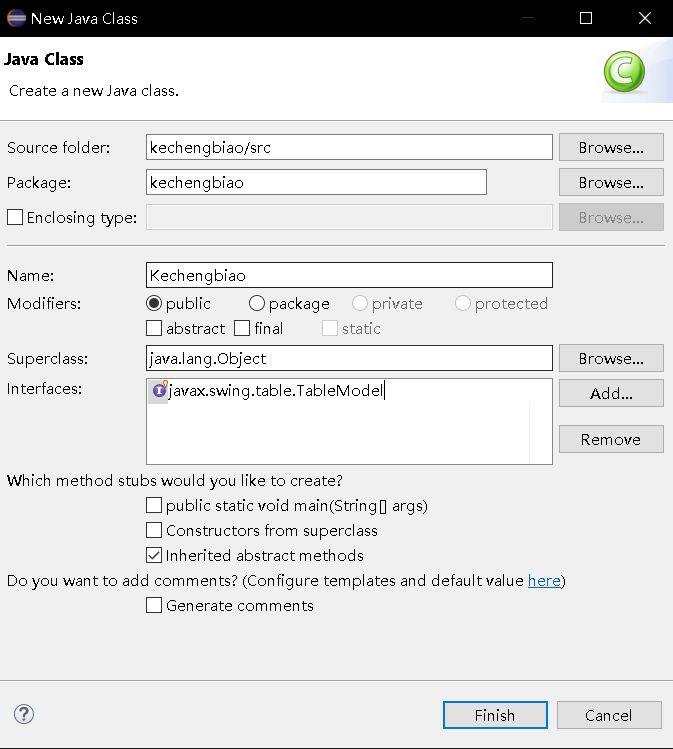 New Java Class
Java Class
Create a new Java class.
Source folder: kechengbiao/src Browse...
Package: kechengbiao Browse...
Enclosing type: Browse...
Name: Kechengbiao
Modifiers: public package private protected
abstract final static
Superclass: java.lang.Object Browse...
Interfaces: javax.swing.table.TableModel Add...
Remove
Which method stubs would you like to create?
public static void main(String[] args)
Constructors from superclass
Inherited abstract methods
Do you want to add comments? (Configure templates and default value here)
Generate comments
Finish Cancel